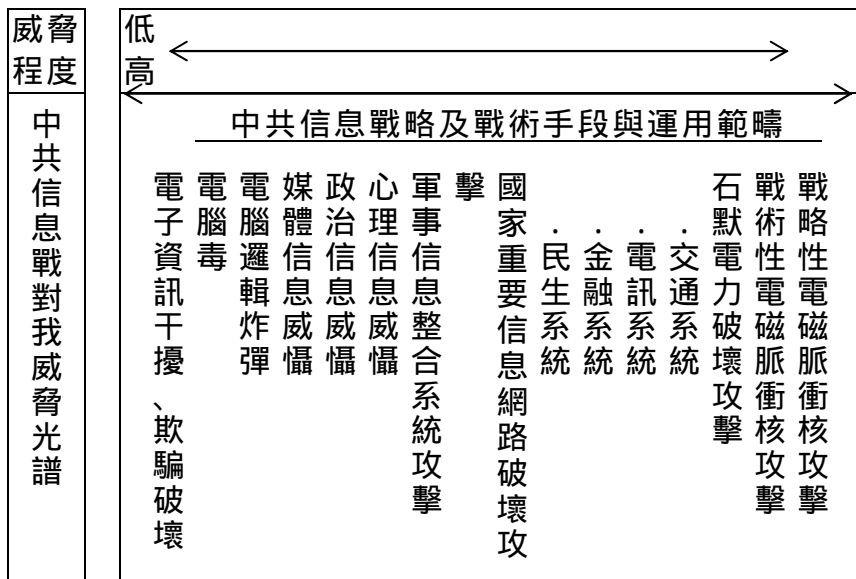 威脅
程度
低
高
中共信息戰對我威脅光譜
中共信息戰略及戰術手段與運用範疇
電子資訊干擾、欺騙破壞
電腦毒
電腦邏輯炸彈
媒體信息威懾
政治信息威懾
心理信息威懾
軍事信息整合系統攻擊
擊
國家重要信息網路破壞攻
．民生系統
．金融系統
．電訊系統
．交通系統
石默電力破壞攻擊
戰術性電磁脈衝核攻擊
戰略性電磁脈衝核攻擊